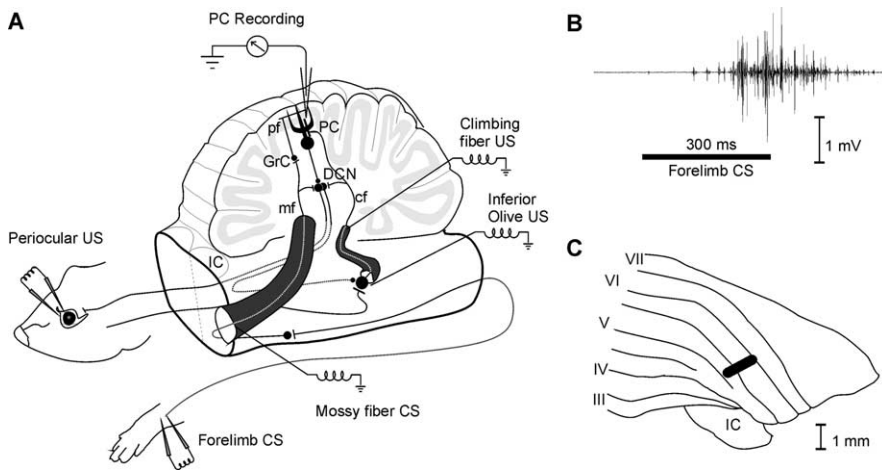 A
PC Recording
pf
PC
GrC
DCN
mf
cf
IC
Climbing
fiber US
Inferior
Olive US
Periocular US
Mossy fiber CS
Forelimb CS
B
300 ms
Forelimb CS
1 mV
C
VII
VI
V
IV
III
IC
1 mm